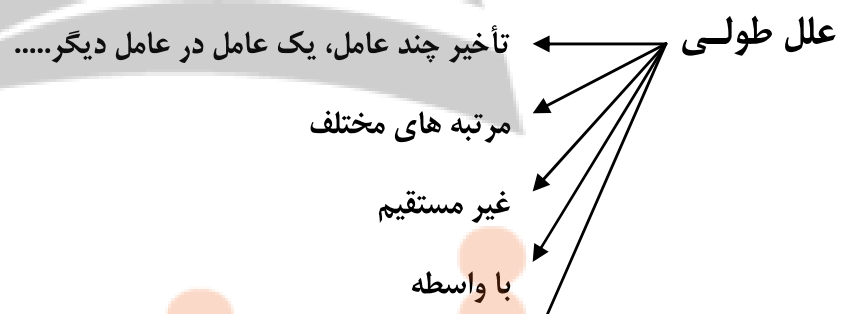 علل طولـی
تأخیر چند عامل، یک عامل در عامل دیگر.....
مرتبه های مختلف
غیر مستقیم
با واسطه